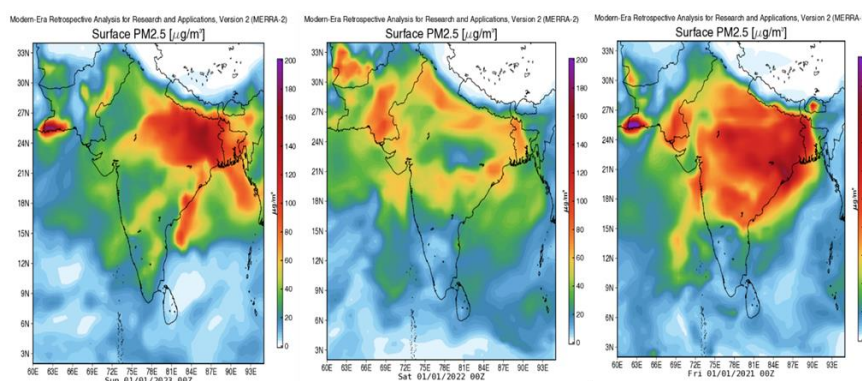 Modern-Era Retrospective Analysis for Research and Applications, Version 2 (MERRA-2)
Surface PM2.5 [μg/m³]
33N
30N
27N
24N
21N
18N
15N
12N
9N
6N
3N
60E 63E 66E 69E 72E 75E 78E 81E 84E 87E 90E 93E
Sun 01/01/2023 00Z
200
180
160
140
120
100
80
60
40
20
0
μg/m³
Modern-Era Retrospective Analysis for Research and Applications, Version 2 (MERRA-2)
Surface PM2.5 [μg/m³]
33N
30N
27N
24N
21N
18N
15N
12N
9N
6N
3N
60E 63E 66E 69E 72E 75E 78E 81E 84E 87E 90E 93E
Sat 01/01/2022 00Z
200
180
160
140
120
100
80
60
40
20
0
μg/m³
Modern-Era Retrospective Analysis for Research and Applications, Version 2 (MERRA-
Surface PM2.5 [μg/m³]
33N
30N
27N
24N
21N
18N
15N
12N
9N
6N
3N
60E 63E 66E 69E 72E 75E 78E 81E 84E 87E 90E 93E
Fri 01/01/2021 00Z
μg/m³